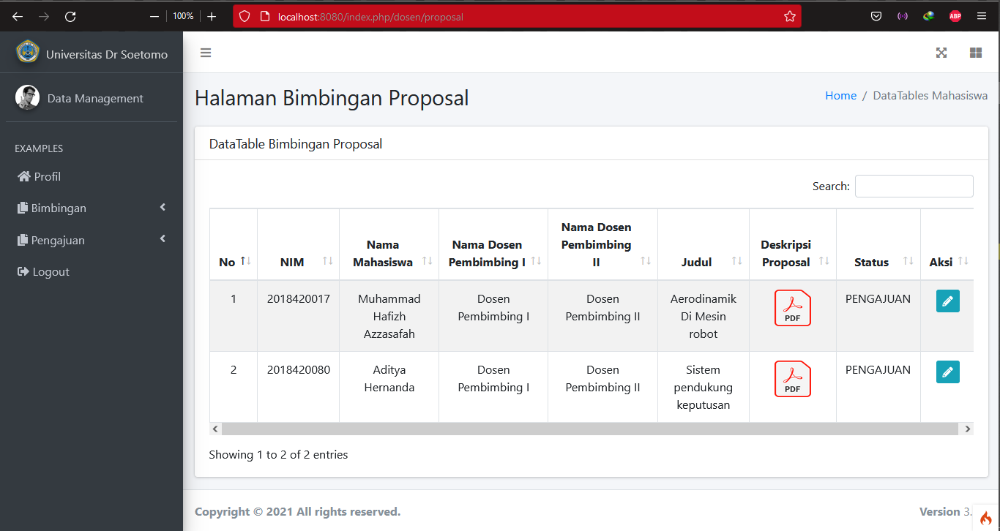 100%
localhost:8080/index.php/dosen/proposal
ABP
Universitas Dr Soetomo
Data Management
EXAMPLES
Profil
Bimbingan
Pengajuan
Logout
Halaman Bimbingan Proposal
Home / DataTables Mahasiswa
DataTable Bimbingan Proposal
Search:
No
NIM
Nama
Mahasiswa
Nama Dosen
Pembimbing I
Nama Dosen
Pembimbing
II
Judul
Deskripsi
Proposal
Status
Aksi
1
2018420017
Muhammad
Hafizh
Azzasafah
Dosen
Pembimbing I
Dosen
Pembimbing II
Aerodinamik
Di Mesin
robot
PDF
PENGAJUAN
2
2018420080
Aditya
Hernanda
Dosen
Pembimbing I
Dosen
Pembimbing II
Sistem
pendukung
keputusan
PDF
PENGAJUAN
Showing 1 to 2 of 2 entries
Copyright © 2021 All rights reserved.
Version 3.